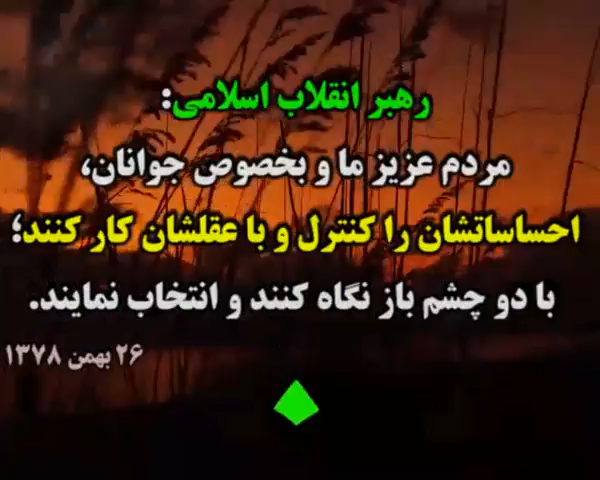 رهبر انقلاب اسلامی:
مردم عزیز ما و بخصوص جوانان،
احساساتشان را کنترل و با عقلشان کار کنند؛
با دو چشم باز نگاه کنند و انتخاب نمایند.
۲۶ بهمن ۱۳۷۸